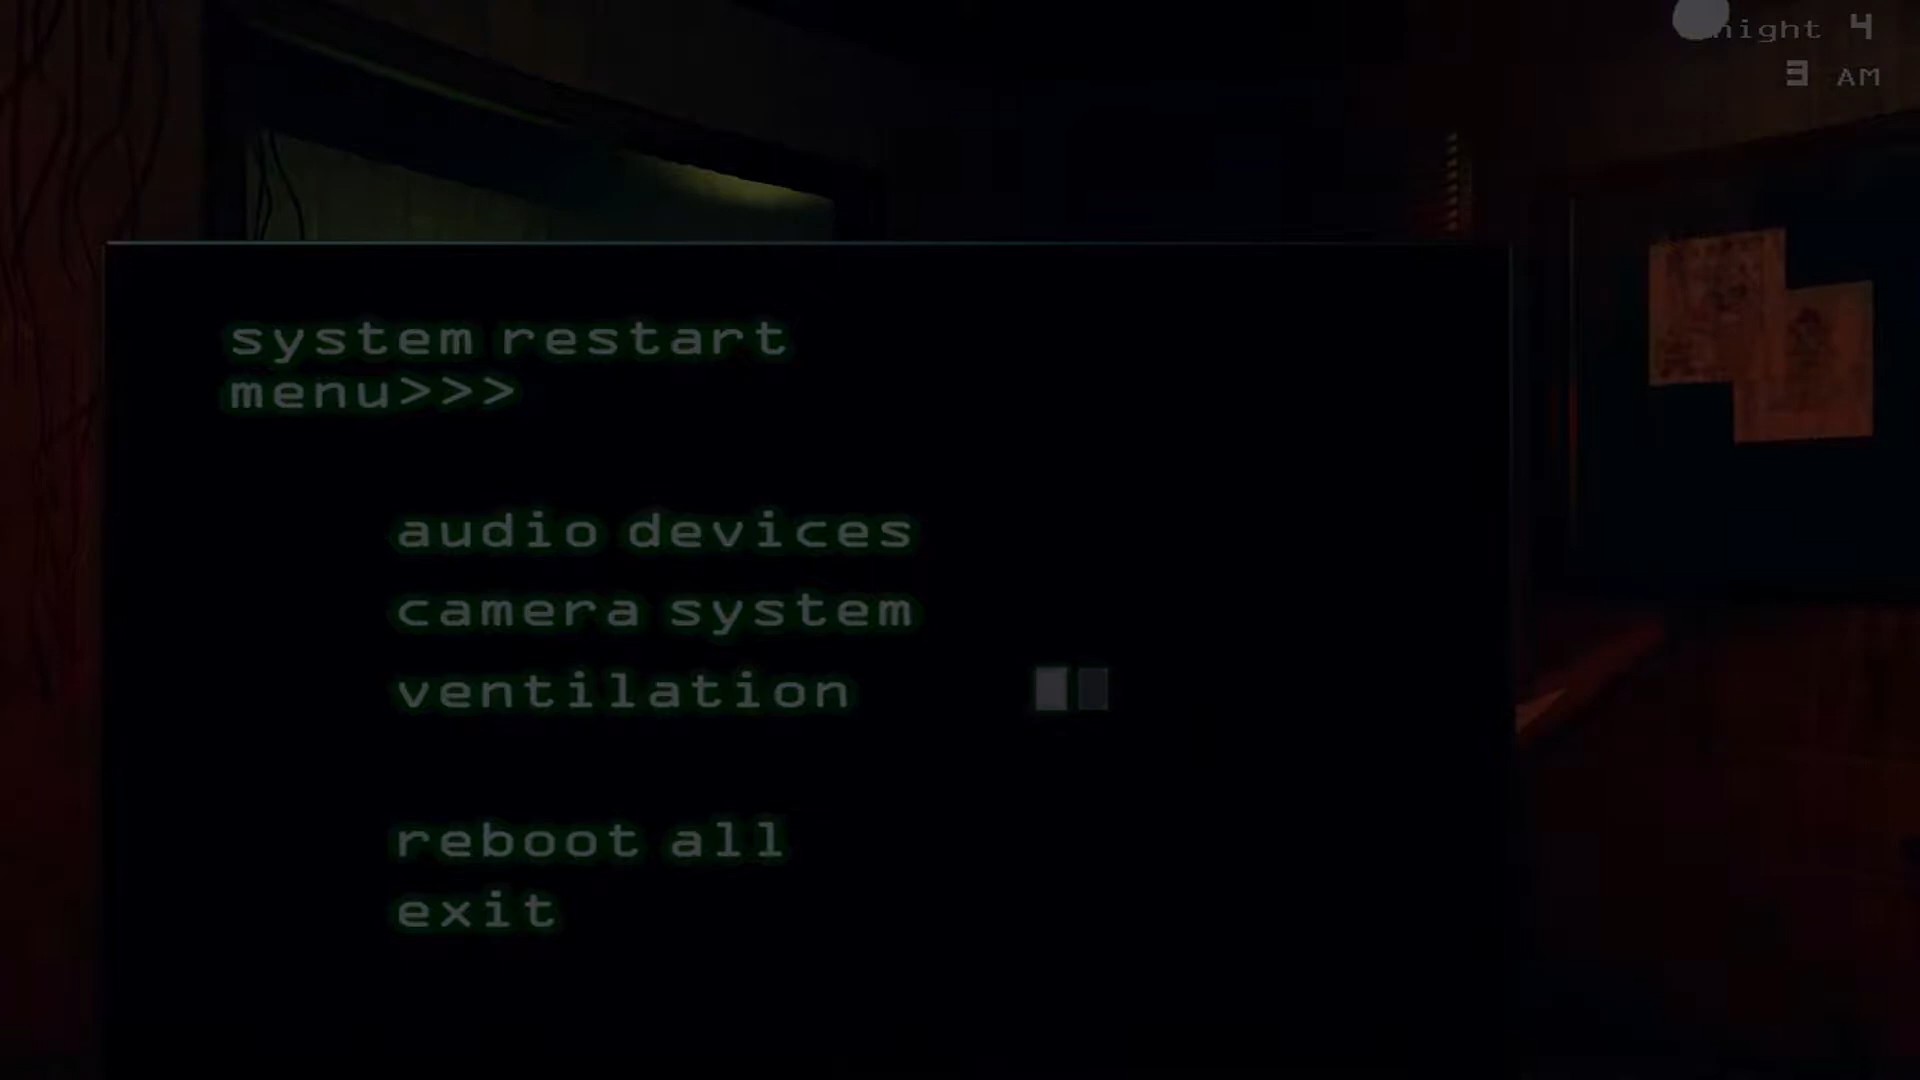 night 4
3 AM
system restart
menu>>>
audio devices
camera system
ventilation
reboot all
exit